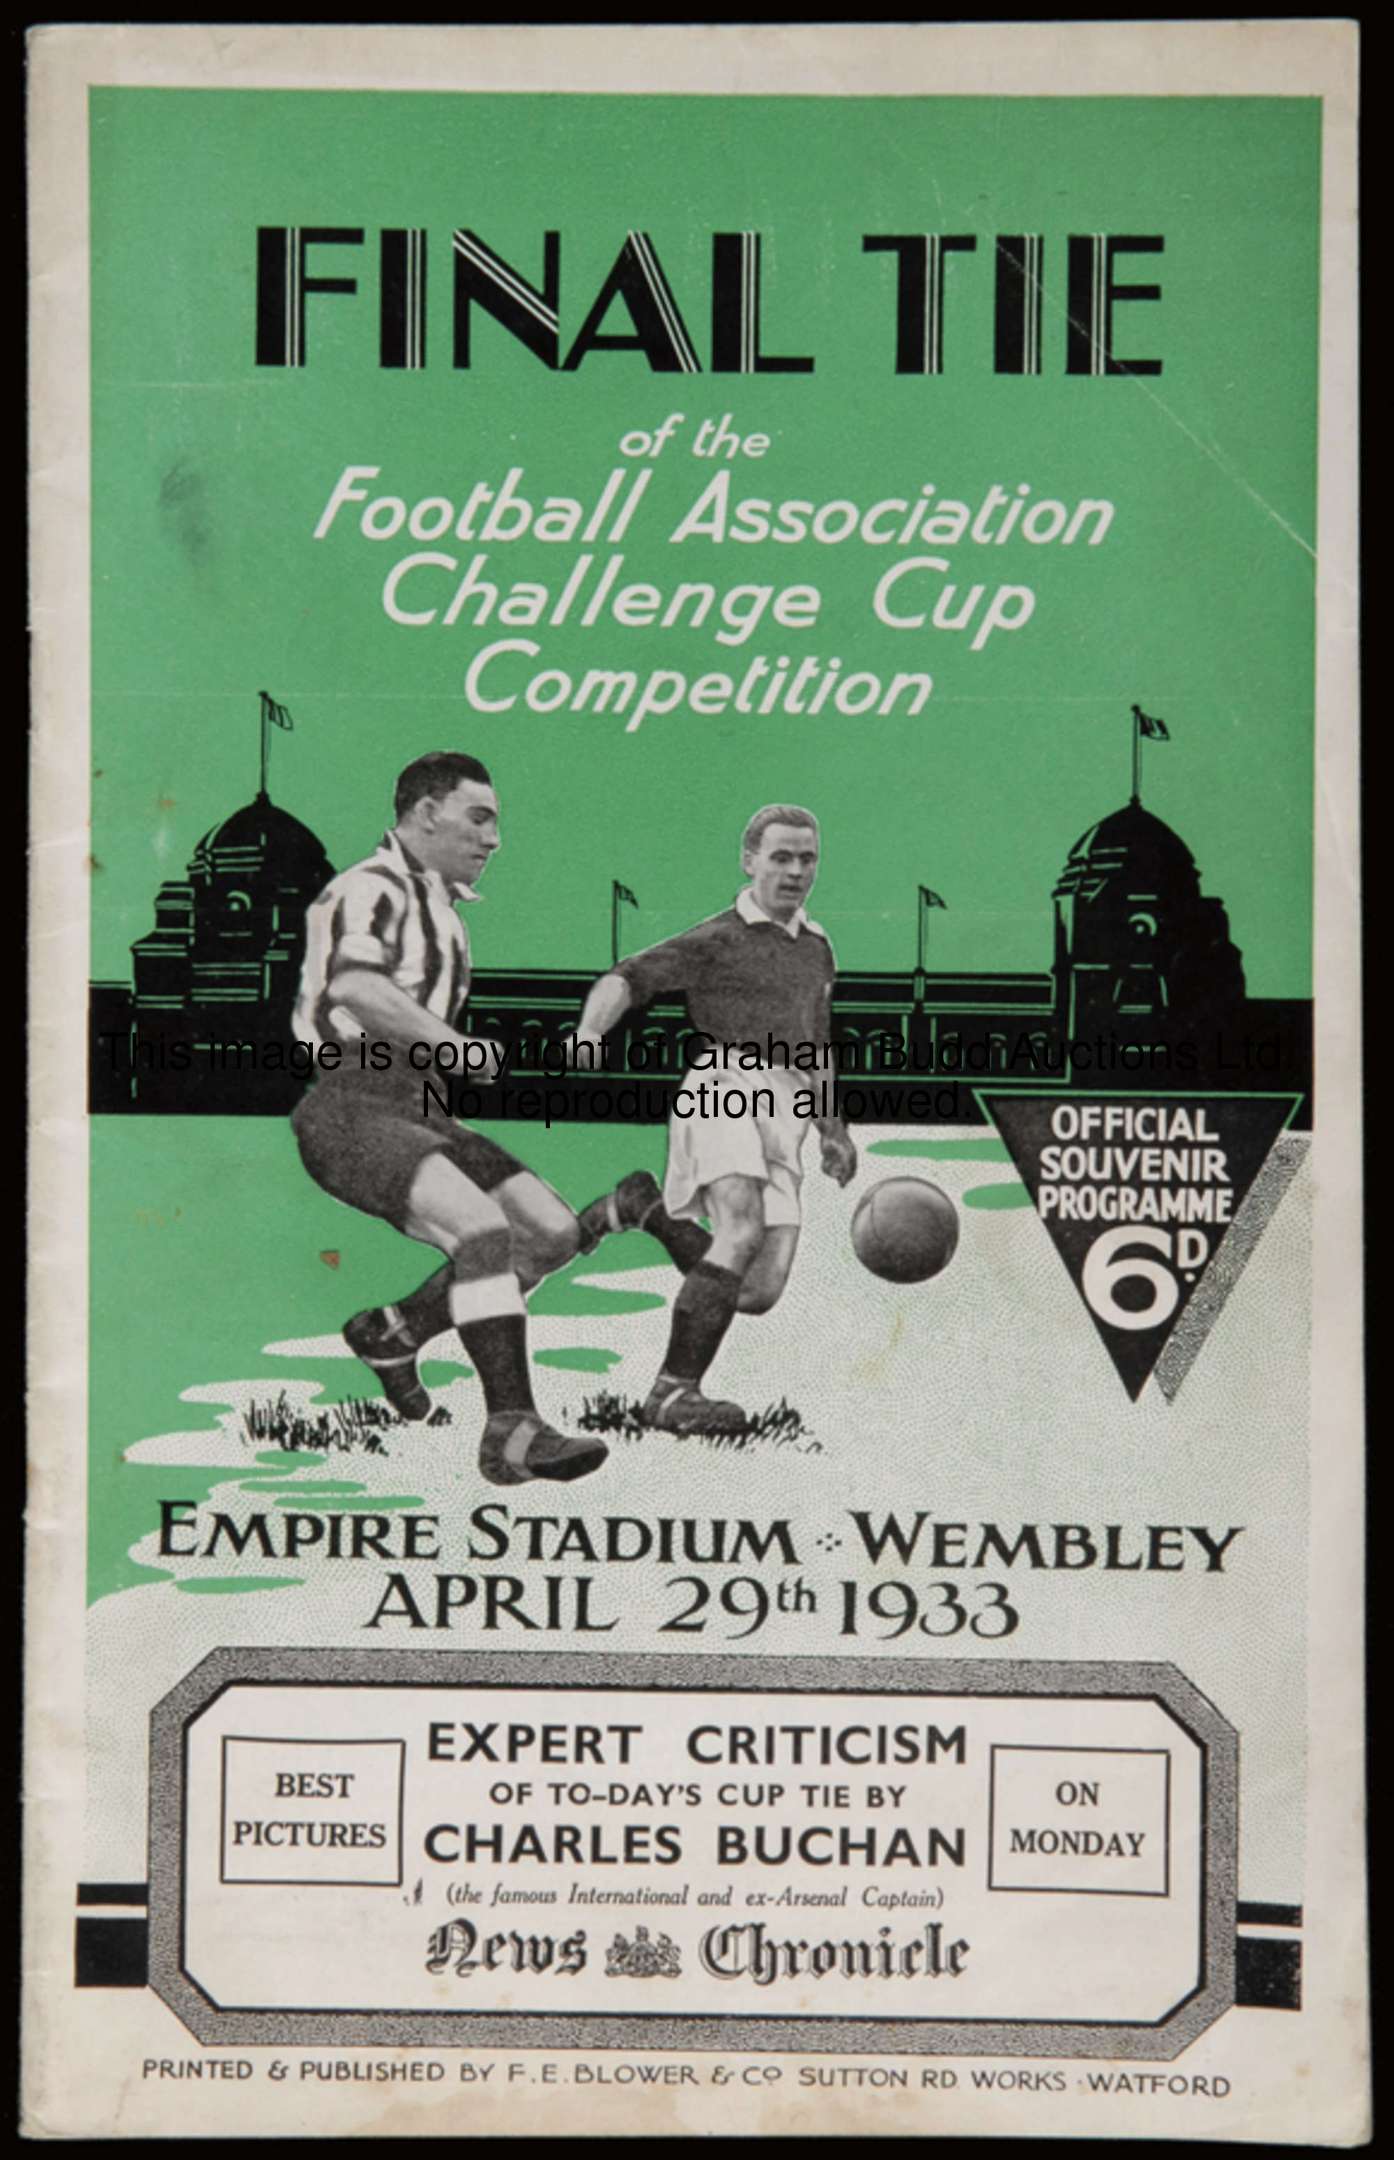 FINAL TIE
of the
Football Association
Challenge Cup
Competition
This image is copyright of Graham Budd Auctions Ltd.
No reproduction allowed.
OFFICIAL
SOUVENIR
PROGRAMME
6D.
EMPIRE STADIUM WEMBLEY
APRIL 29th 1933
BEST
PICTURES
EXPERT CRITICISM
OF TO-DAY'S CUP TIE BY
CHARLES BUCHAN
(the famous International and ex-Arsenal Captain)
News Chronicle
ON
MONDAY
PRINTED & PUBLISHED BY F.E. BLOWER & CO SUTTON RD WORKS · WATFORD